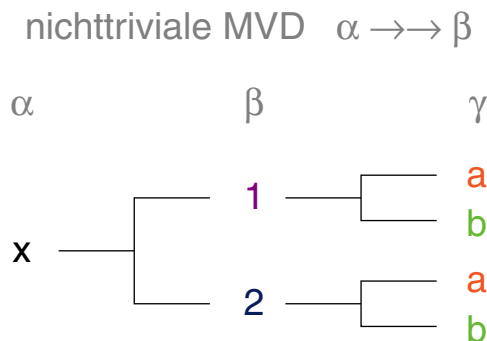 nichttriviale MVD α →→ β
α β γ
a
1
b
x
a
2
b